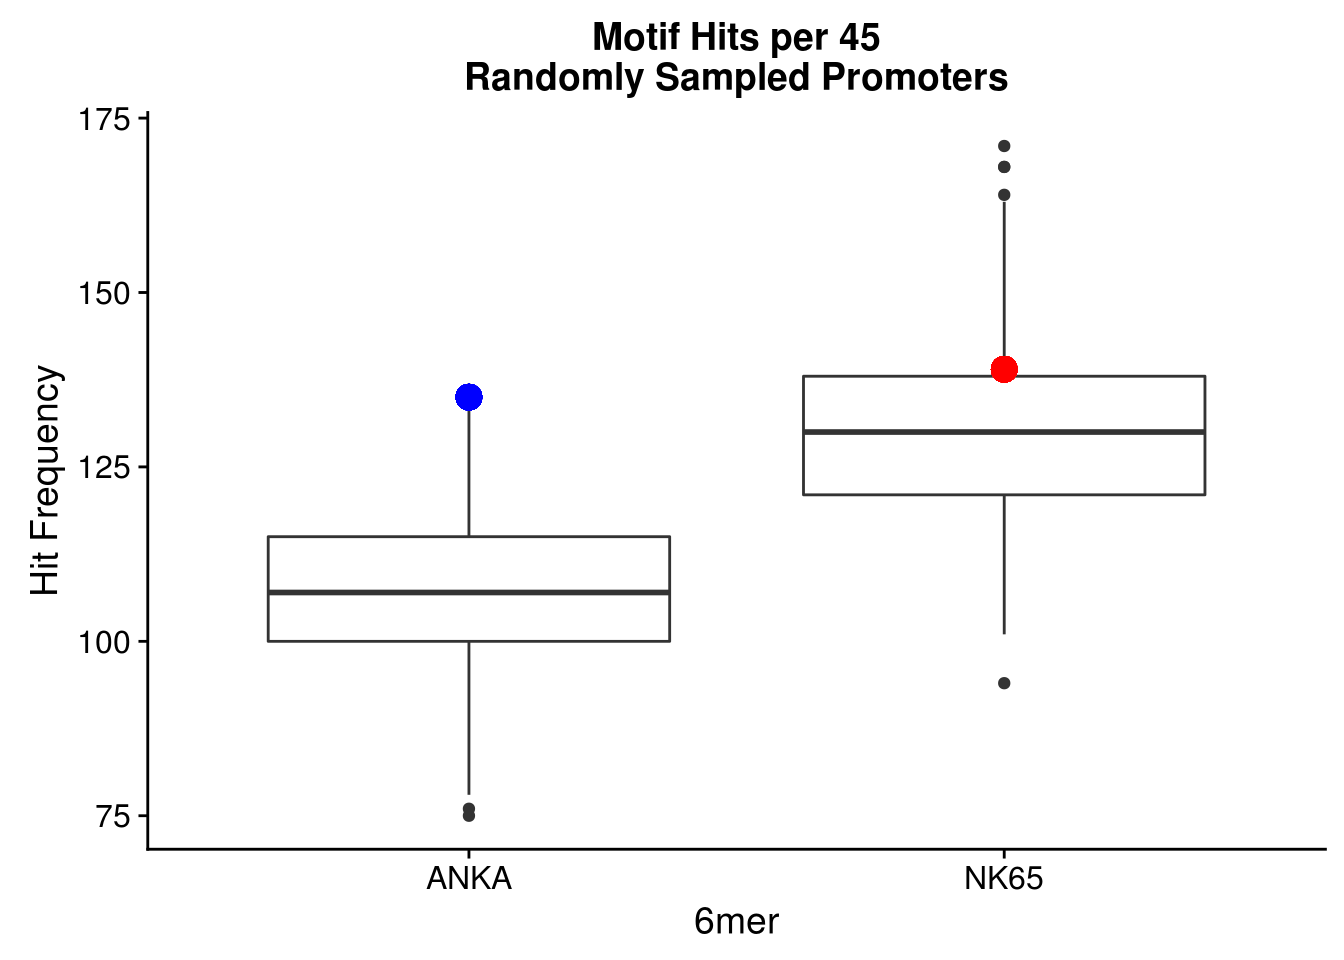 Motif Hits per 45
Randomly Sampled Promoters
175
150
125
100
75
Hit Frequency
ANKA
NK65
6mer